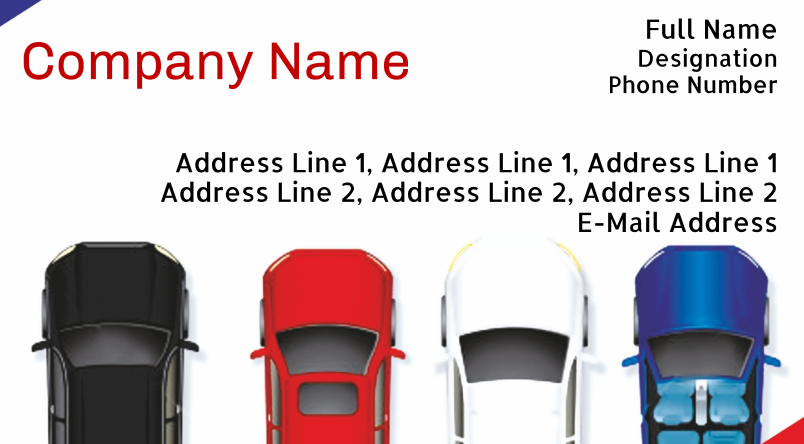 Company Name
Full Name
Designation
Phone Number
Address Line 1, Address Line 1, Address Line 1
Address Line 2, Address Line 2, Address Line 2
E-Mail Address